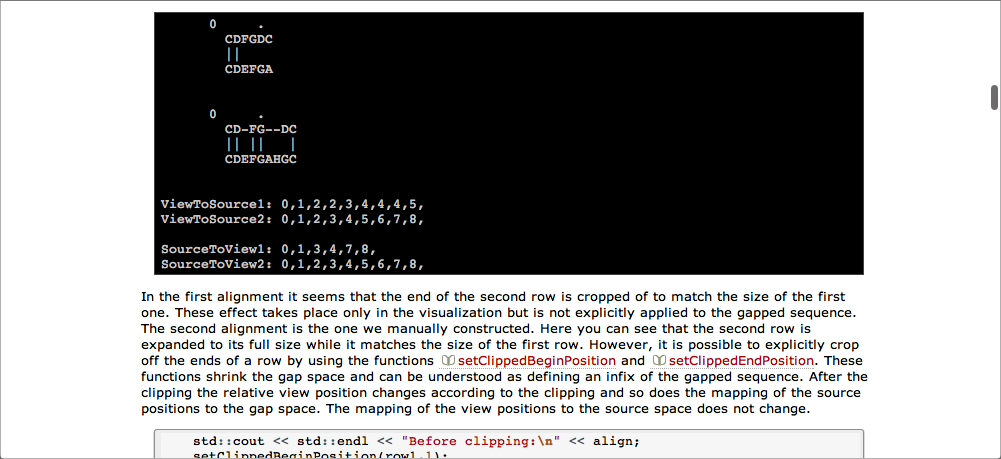 0     .
CDFGDC
||
CDEFGA
0     .
CD-FG--DC
|| ||   |
CDEFGAHGC
ViewToSource1: 0,1,2,2,3,4,4,4,5,
ViewToSource2: 0,1,2,3,4,5,6,7,8,
SourceToView1: 0,1,3,4,7,8,
SourceToView2: 0,1,2,3,4,5,6,7,8,
In the first alignment it seems that the end of the second row is cropped of to match the size of the first
one. These effect takes place only in the visualization but is not explicitly applied to the gapped sequence.
The second alignment is the one we manually constructed. Here you can see that the second row is
expanded to its full size while it matches the size of the first row. However, it is possible to explicitly crop
off the ends of a row by using the functions setClippedBeginPosition and setClippedEndPosition. These
functions shrink the gap space and can be understood as defining an infix of the gapped sequence. After the
clipping the relative view position changes according to the clipping and so does the mapping of the source
positions to the gap space. The mapping of the view positions to the source space does not change.
std::cout << std::endl << "Before clipping:\n" << align;
setClippedBeginPosition(row1,1);